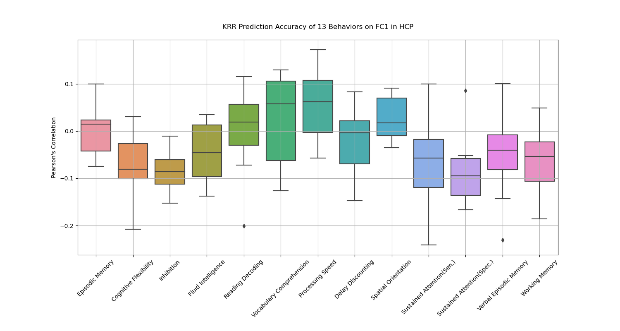 KRR Prediction Accuracy of 13 Behaviors on FC1 in HCP
Pearson's Correlation
0.1
0.0
−0.1
−0.2
Episodic Memory
Cognitive Flexibility
Inhibition
Fluid Intelligence
Reading Decoding
Vocabulary Comprehension
Processing Speed
Delay Discounting
Spatial Orientation
Sustained Attention(Sen.)
Sustained Attention(Spec.)
Verbal Episodic Memory
Working Memory